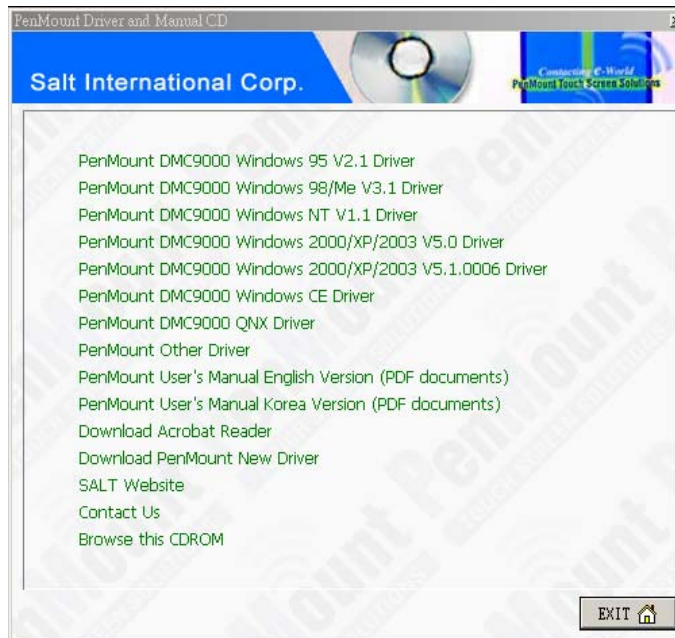 PenMount Driver and Manual CD
Salt International Corp.
Contacting E-World
PenMount Touch Screen Solutions
PenMount DMC9000 Windows 95 V2.1 Driver
PenMount DMC9000 Windows 98/Me V3.1 Driver
PenMount DMC9000 Windows NT V1.1 Driver
PenMount DMC9000 Windows 2000/XP/2003 V5.0 Driver
PenMount DMC9000 Windows 2000/XP/2003 V5.1.0006 Driver
PenMount DMC9000 Windows CE Driver
PenMount DMC9000 QNX Driver
PenMount Other Driver
PenMount User's Manual English Version (PDF documents)
PenMount User's Manual Korea Version (PDF documents)
Download Acrobat Reader
Download PenMount New Driver
SALT Website
Contact Us
Browse this CDROM
EXIT